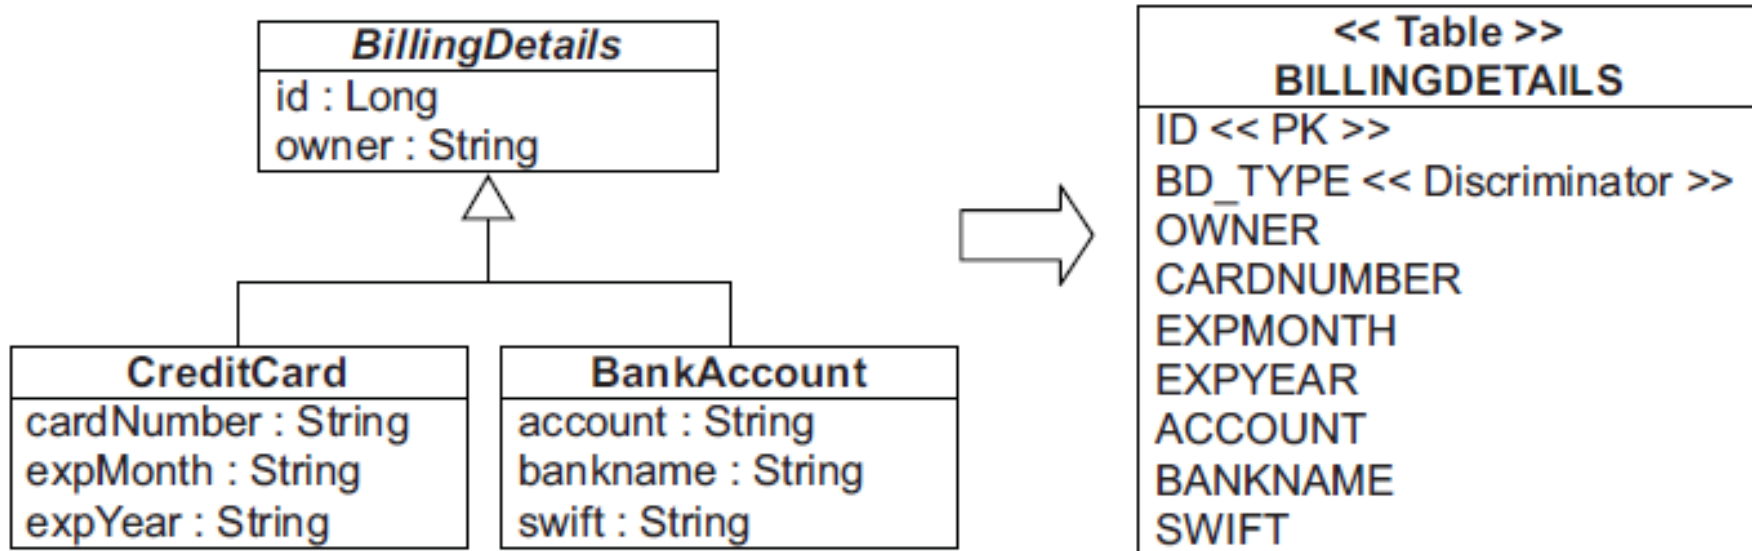 BillingDetails
id : Long
owner : String
CreditCard
cardNumber : String
expMonth : String
expYear : String
BankAccount
account : String
bankname : String
swift : String
<< Table >>
BILLINGDETAILS
ID << PK >>
BD_TYPE << Discriminator >>
OWNER
CARDNUMBER
EXPMONTH
EXPYEAR
ACCOUNT
BANKNAME
SWIFT